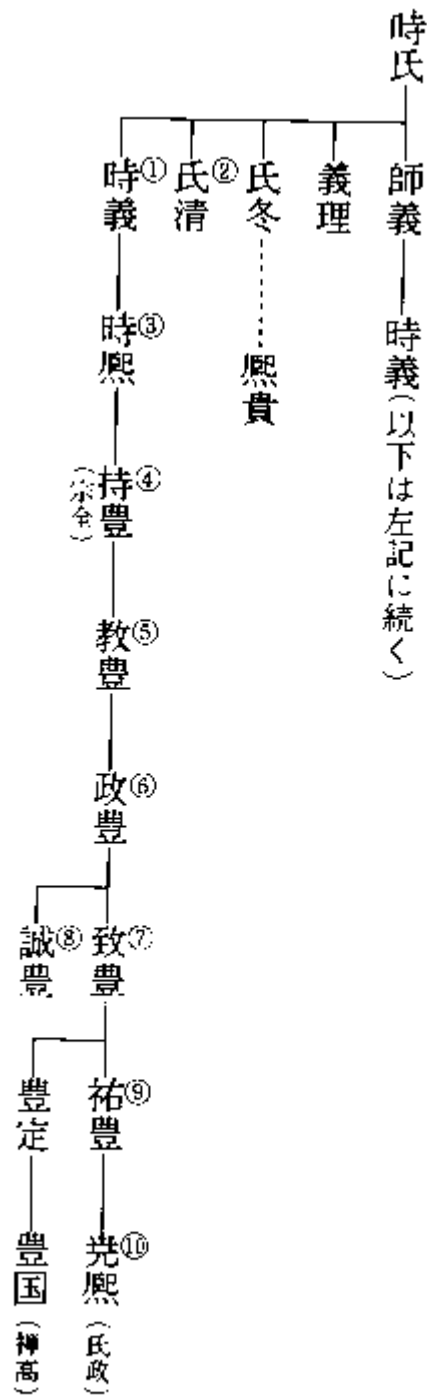 時氏
師義
時義（以下は左記に続く）
義理
氏冬
熙貴
②氏清
①時義
③時熙
④持豊
（宗全）
⑤教豊
⑥政豊
⑦致豊
⑧誠豊
⑨祐豊
⑩尭熙（氏政）
豊定
豊国（禅高）